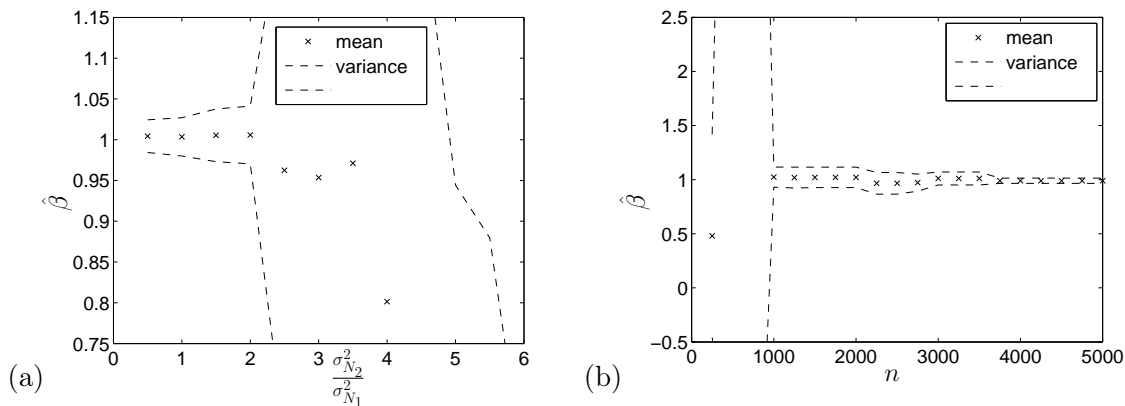 1.15
1.1
1.05
1
0.95
0.9
0.85
0.8
0.75
β̂
mean
variance
0 1 2 3 4 5 6
σ²_{N₂} / σ²_{N₁}
(a)
2.5
2
1.5
1
0.5
0
−0.5
β̂
mean
variance
0 1000 2000 3000 4000 5000
n
(b)